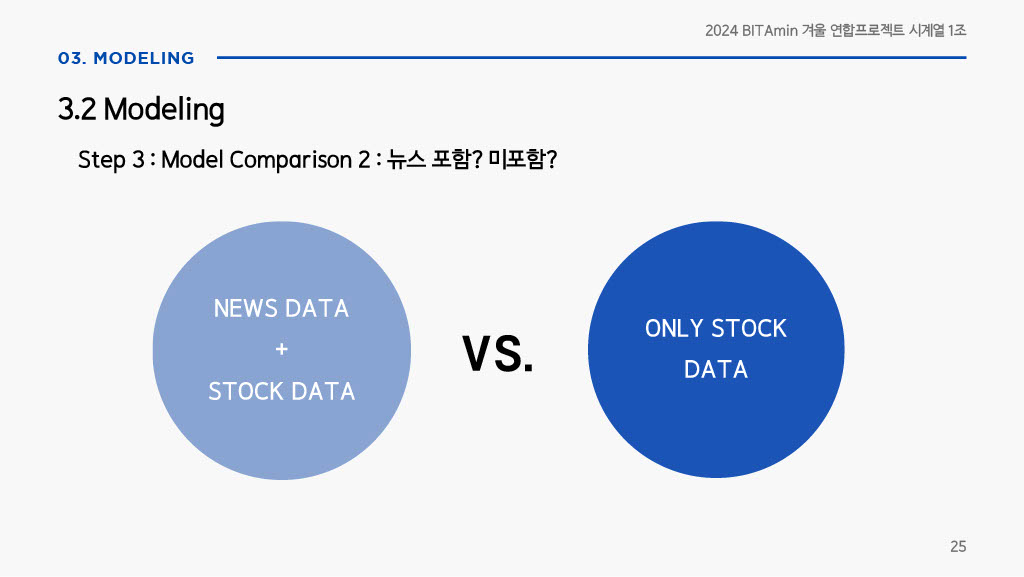 2024 BITAmin 겨울 연합프로젝트 시계열 1조
03. MODELING
3.2 Modeling
Step 3 : Model Comparison 2 : 뉴스 포함? 미포함?
NEWS DATA
+
STOCK DATA
VS.
ONLY STOCK
DATA
25